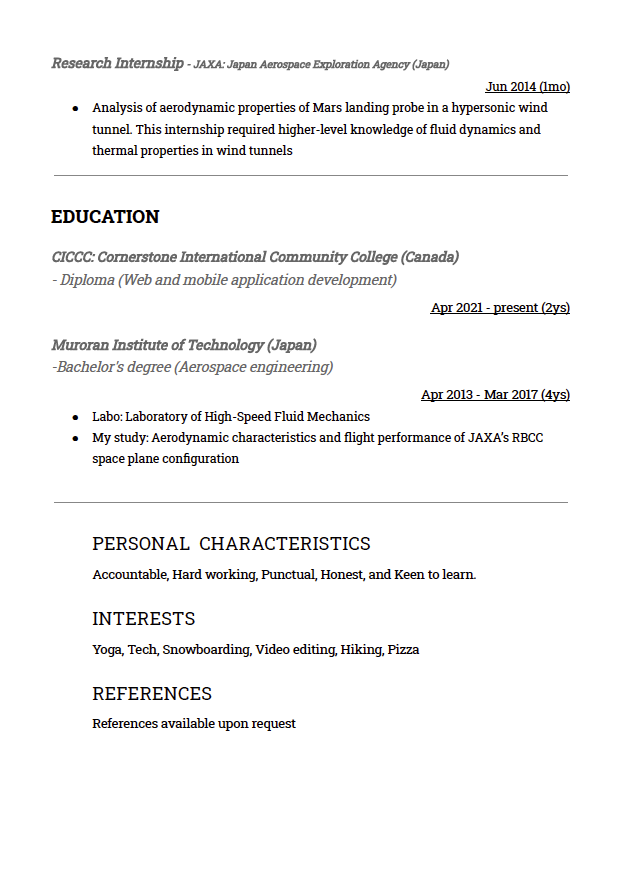 Research Internship - JAXA: Japan Aerospace Exploration Agency (Japan)
Jun 2014 (1mo)
● Analysis of aerodynamic properties of Mars landing probe in a hypersonic wind
tunnel. This internship required higher-level knowledge of fluid dynamics and
thermal properties in wind tunnels
EDUCATION
CICCC: Cornerstone International Community College (Canada)
- Diploma (Web and mobile application development)
Apr 2021 - present (2ys)
Muroran Institute of Technology (Japan)
-Bachelor's degree (Aerospace engineering)
Apr 2013 - Mar 2017 (4ys)
● Labo: Laboratory of High-Speed Fluid Mechanics
● My study: Aerodynamic characteristics and flight performance of JAXA's RBCC
space plane configuration
PERSONAL CHARACTERISTICS
Accountable, Hard working, Punctual, Honest, and Keen to learn.
INTERESTS
Yoga, Tech, Snowboarding, Video editing, Hiking, Pizza
REFERENCES
References available upon request